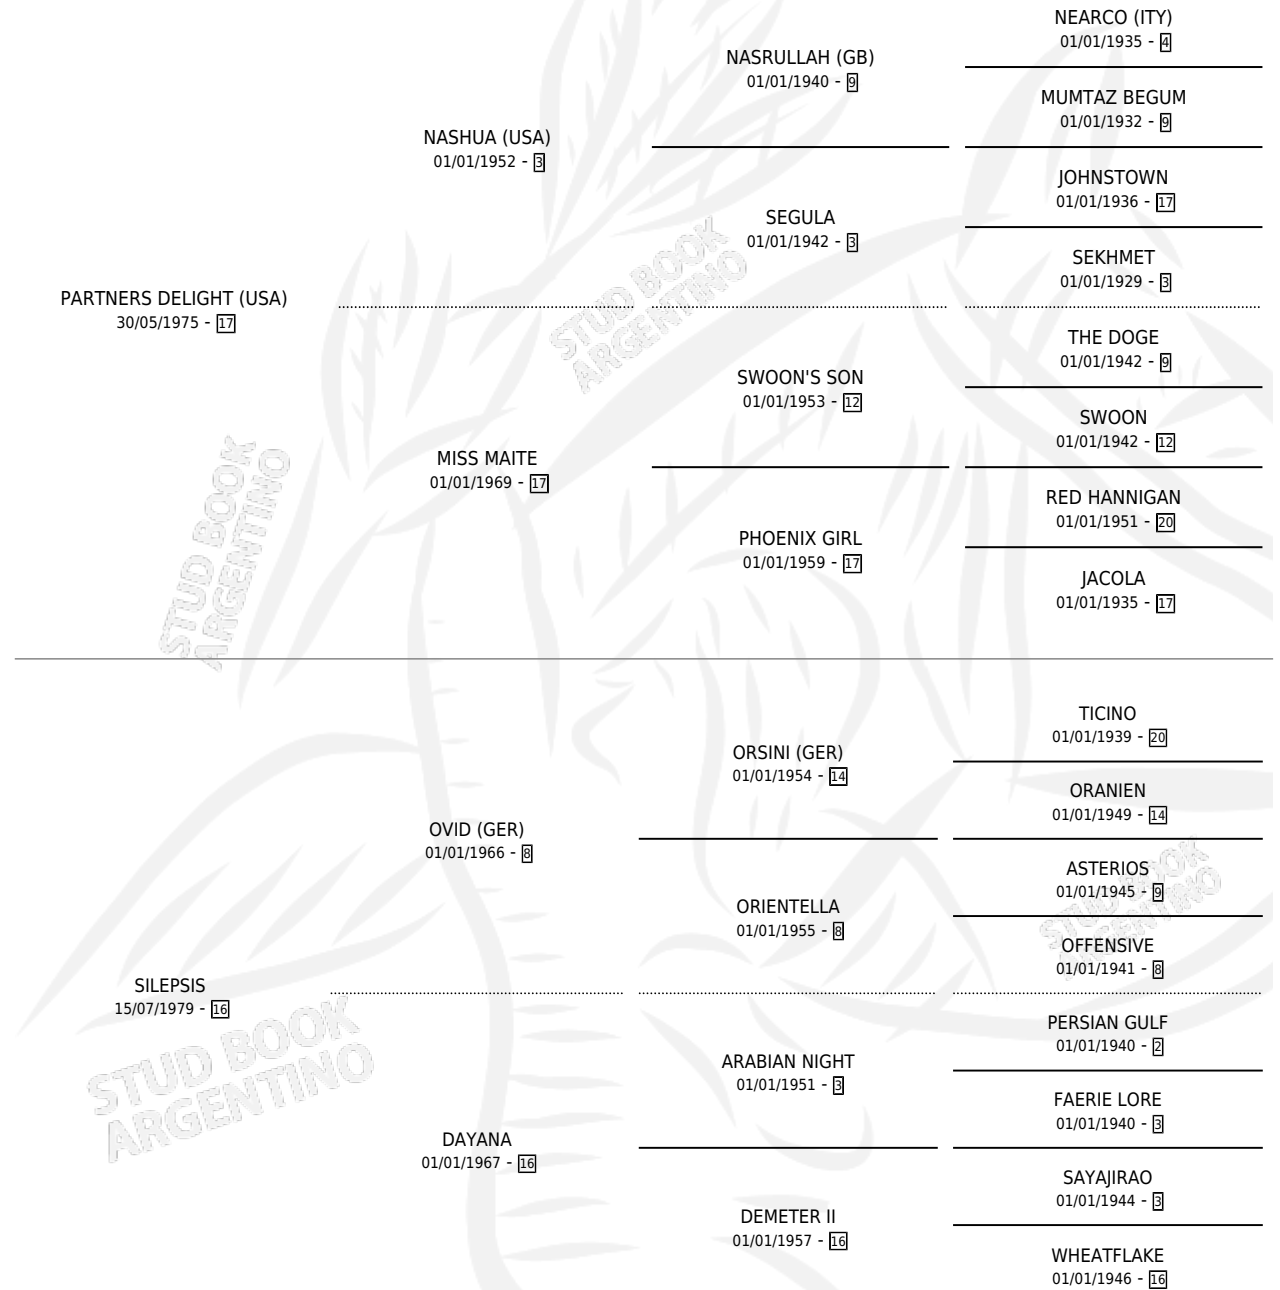 NEARCO (ITY)
01/01/1935 - 4
NASRULLAH (GB)
01/01/1940 - 9
MUMTAZ BEGUM
01/01/1932 - 9
NASHUA (USA)
01/01/1952 - 3
JOHNSTOWN
01/01/1936 - 17
SEGULA
01/01/1942 - 3
SEKHMET
01/01/1929 - 3
PARTNERS DELIGHT (USA)
30/05/1975 - 17
THE DOGE
01/01/1942 - 9
SWOON'S SON
01/01/1953 - 12
SWOON
01/01/1942 - 12
MISS MAITE
01/01/1969 - 17
RED HANNIGAN
01/01/1951 - 20
PHOENIX GIRL
01/01/1959 - 17
JACOLA
01/01/1935 - 17
TICINO
01/01/1939 - 20
ORSINI (GER)
01/01/1954 - 14
ORANIEN
01/01/1949 - 14
OVID (GER)
01/01/1966 - 8
ASTERIOS
01/01/1945 - 9
ORIENTELLA
01/01/1955 - 8
OFFENSIVE
01/01/1941 - 8
SILEPSIS
15/07/1979 - 16
PERSIAN GULF
01/01/1940 - 2
ARABIAN NIGHT
01/01/1951 - 3
FAERIE LORE
01/01/1940 - 3
DAYANA
01/01/1967 - 16
SAYAJIRAO
01/01/1944 - 3
DEMETER II
01/01/1957 - 16
WHEATFLAKE
01/01/1946 - 16
STUD BOOK
ARGENTINO
STUD BOOK
ARGENTINO
STUD BOOK
ARGENTINO
STUD BOOK
ARGENTINO